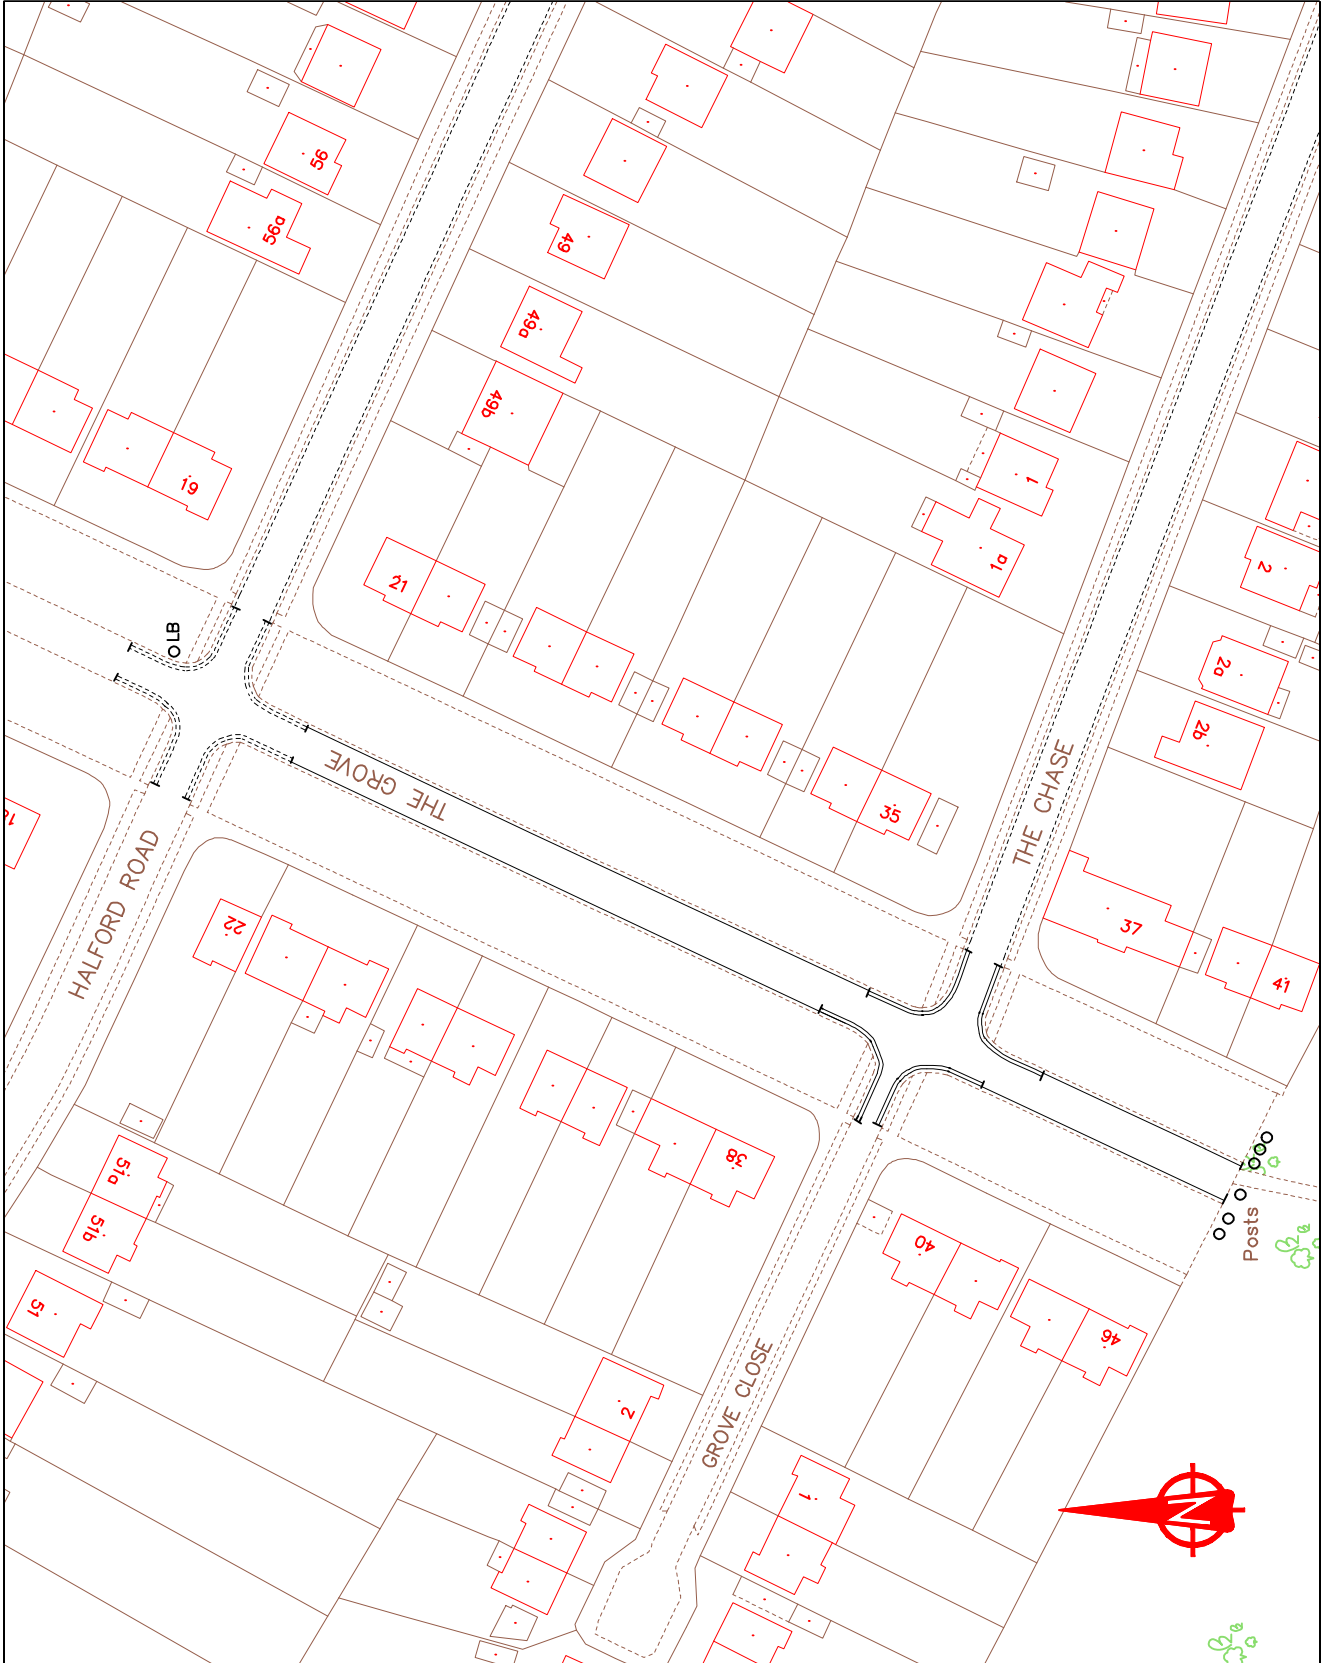 56
56a
49
49a
49b
19
21
LB
1
1a
2
2a
2b
THE GROVE
35
THE CHASE
37
41
HALFORD ROAD
22
38
51a
51b
51
40
46
Posts
GROVE CLOSE
2
1
N